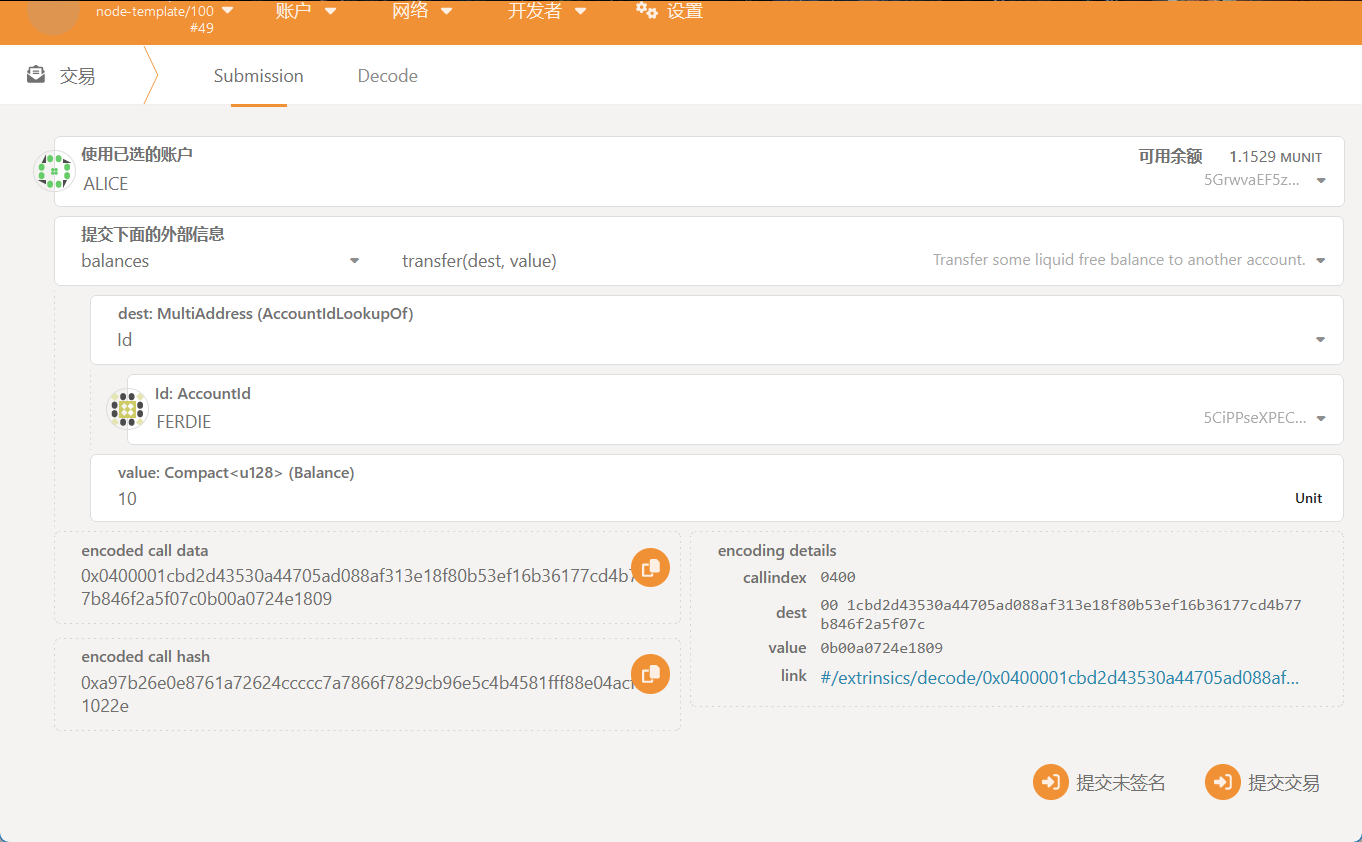 node-template/100
#49
账户
网络
开发者
设置
交易
Submission
Decode
使用已选的账户
ALICE
可用余额 1.1529 MUNIT
5GrwvaEF5z...
提交下面的外部信息
balances
transfer(dest, value)
Transfer some liquid free balance to another account.
dest: MultiAddress (AccountIdLookupOf)
Id
Id: AccountId
FERDIE
5CiPPseXPEC...
value: Compact<u128> (Balance)
10
Unit
encoded call data
0x0400001cbd2d43530a44705ad088af313e18f80b53ef16b36177cd4b7
7b846f2a5f07c0b00a0724e1809
encoded call hash
0xa97b26e0e8761a72624ccccc7a7866f7829cb96e5c4b4581fff88e04ac
1022e
encoding details
callindex 0400
dest 00 1cbd2d43530a44705ad088af313e18f80b53ef16b36177cd4b77
b846f2a5f07c
value 0b00a0724e1809
link #/extrinsics/decode/0x0400001cbd2d43530a44705ad088af...
提交未签名
提交交易